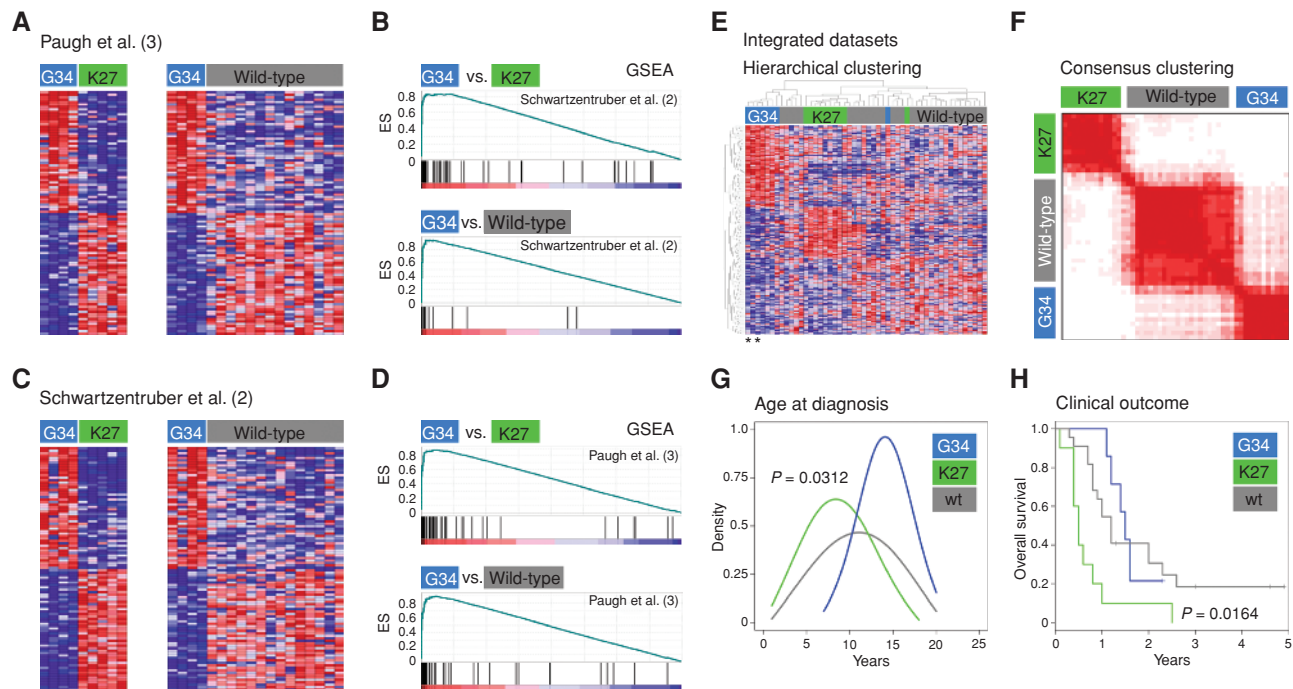 A
Paugh et al. (3)
G34 K27
G34 Wild-type
B
G34 vs. K27 GSEA
Schwartzentruber et al. (2)
ES
0.8
0.6
0.4
0.2
0
G34 vs. Wild-type
Schwartzentruber et al. (2)
ES
0.8
0.6
0.4
0.2
0
C
Schwartzentruber et al. (2)
G34 K27
G34 Wild-type
D
G34 vs. K27 GSEA
Paugh et al. (3)
ES
0.8
0.6
0.4
0.2
0
G34 vs. Wild-type
Paugh et al. (3)
ES
0.8
0.6
0.4
0.2
0
E
Integrated datasets
Hierarchical clustering
G34 K27 Wild-type
**
F
Consensus clustering
K27 Wild-type G34
K27
Wild-type
G34
G
Age at diagnosis
1.0
0.75
0.5
0.25
0
Density
P = 0.0312
G34
K27
wt
0 5 10 15 20 25
Years
H
Clinical outcome
1.0
0.8
0.6
0.4
0.2
0
Overall survival
G34
K27
wt
P = 0.0164
0 1 2 3 4 5
Years